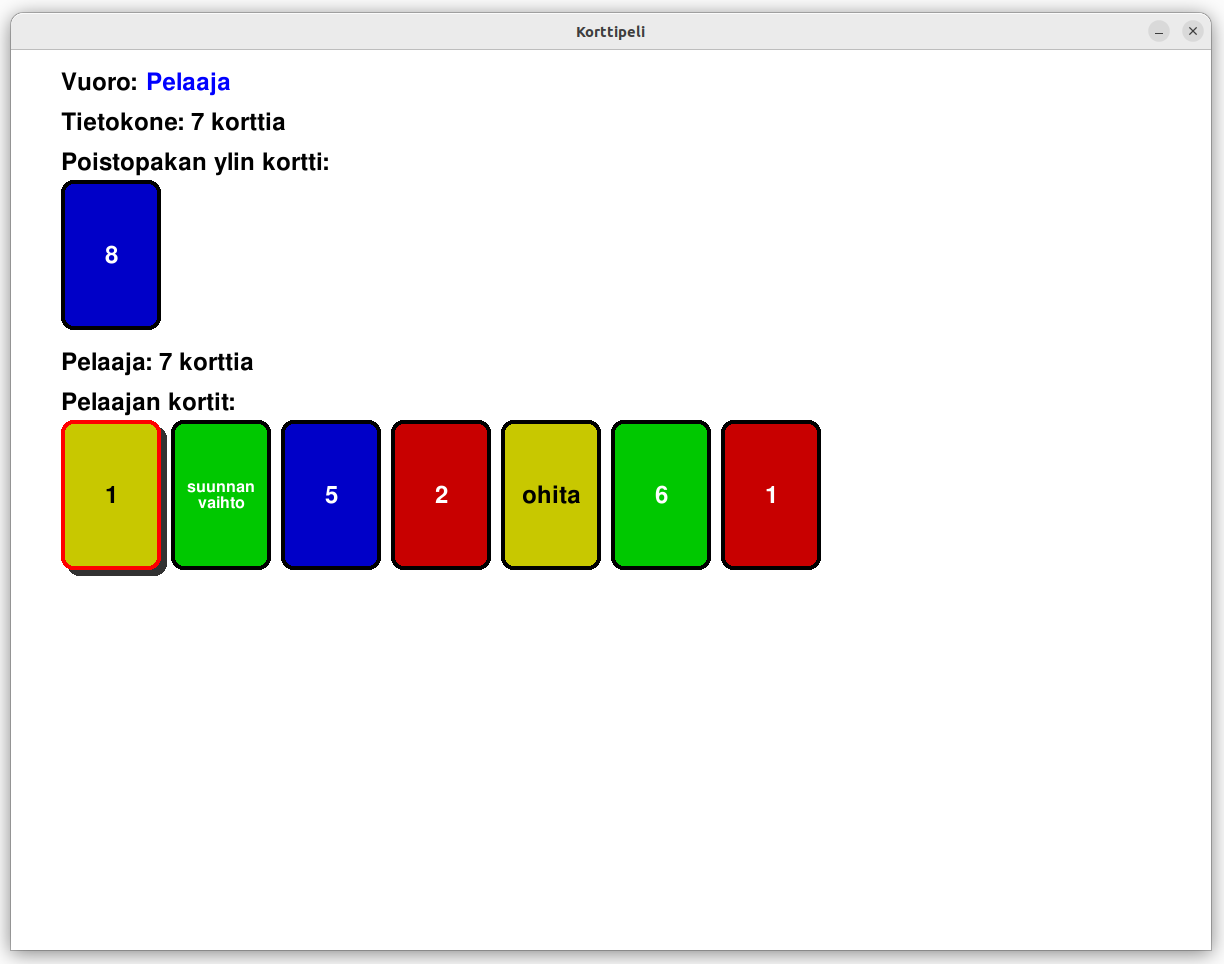 Korttipeli
Vuoro: Pelaaja
Tietokone: 7 korttia
Poistopakan ylin kortti:
8
Pelaaja: 7 korttia
Pelaajan kortit:
1
suunnan
vaihto
5
2
ohita
6
1